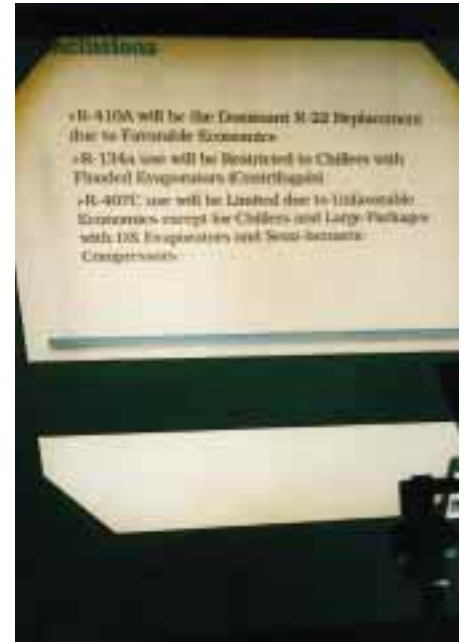 nclusions
R-410A will be the Dominant R-22 Replacement
due to Favorable Economics
R-134a use will be Restricted to Chillers with
Flooded Evaporators (Centrifugals)
R-407C use will be Limited due to Unfavorable
Economics except for Chillers and Large Packages
with DX Evaporators and Semi-hermetic
Compressors